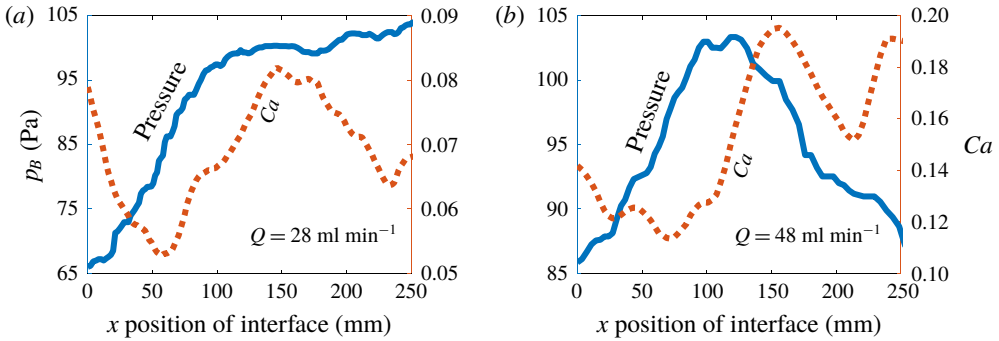 (a)
105
95
85
75
65
p_B (Pa)
0.09
0.08
0.07
0.06
0.05
Pressure
Ca
Q = 28 ml min⁻¹
0 50 100 150 200 250
x position of interface (mm)
(b)
105
100
95
90
85
0.20
0.18
0.16
0.14
0.12
0.10
Ca
Pressure
Ca
Q = 48 ml min⁻¹
0 50 100 150 200 250
x position of interface (mm)